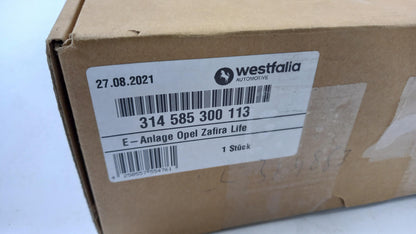 27.08.2021
westfalia
AUTOMOTIVE
314 585 300 113
E-Anlage Opel Zafira Life
1 Stück